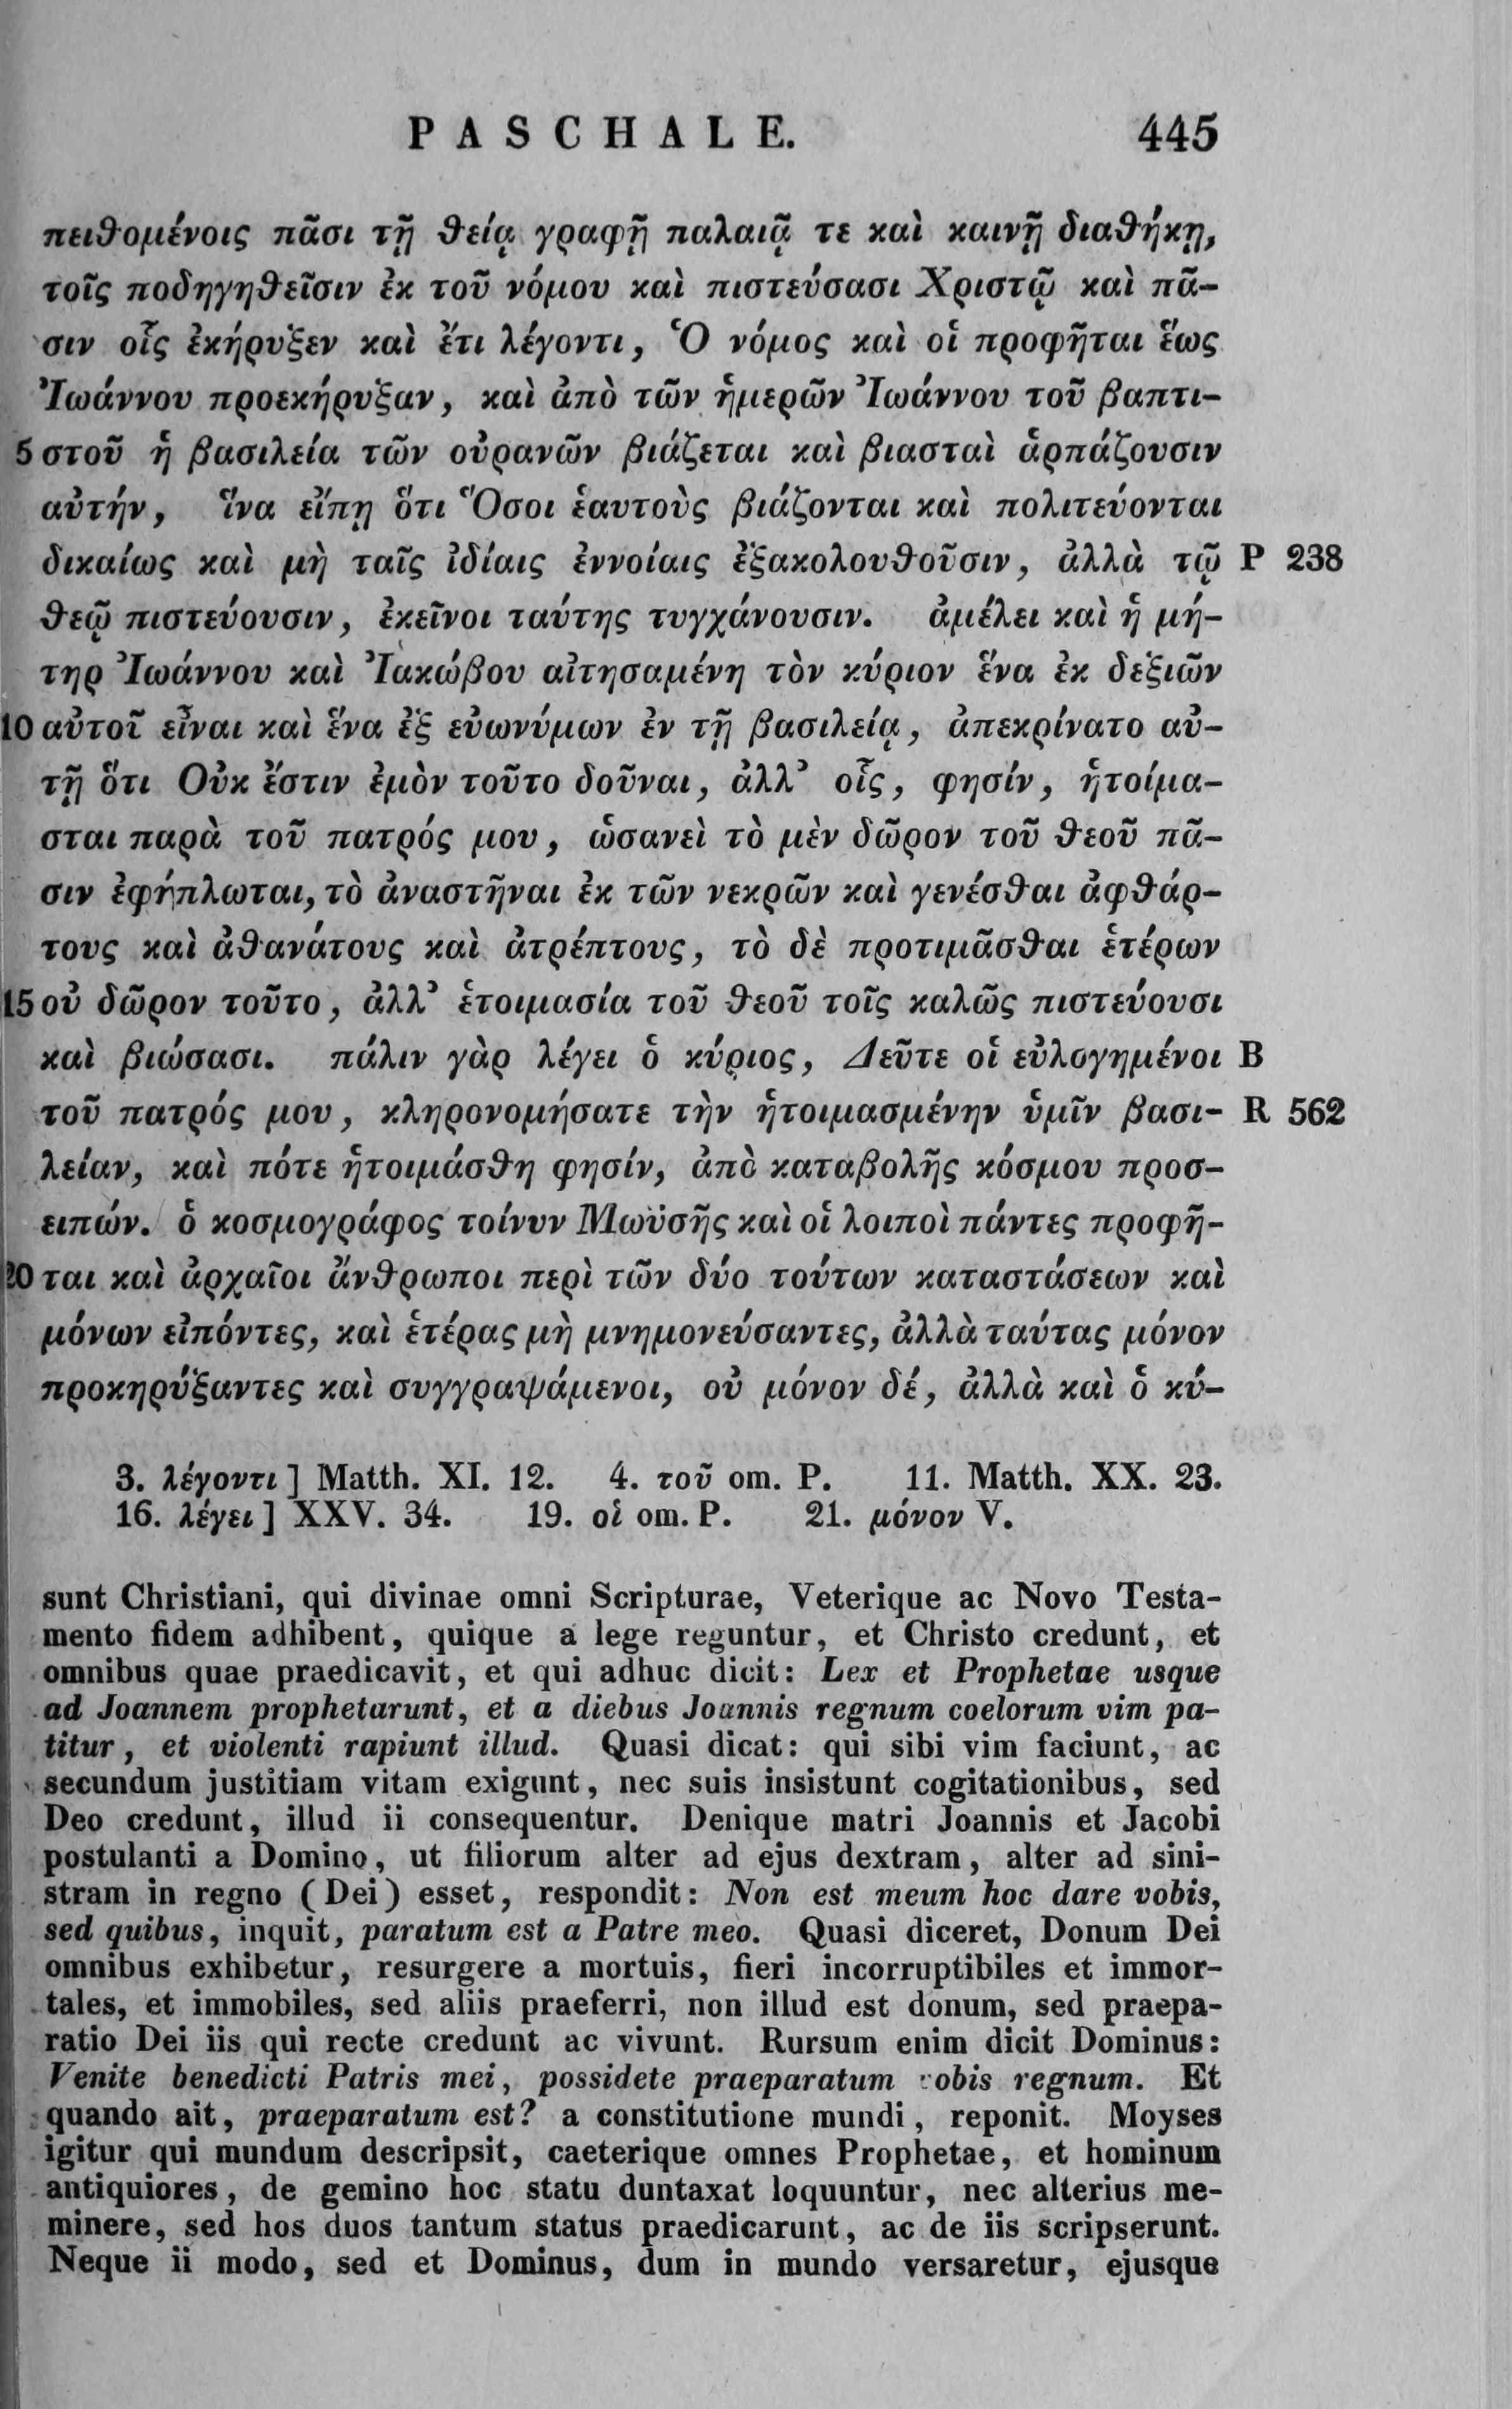 PASCHALE. 445
πειθομένοις πᾶσι τῇ θείᾳ γραφῇ παλαιᾷ τε καὶ καινῇ διαθήκῃ,
τοῖς ποδηγηθεῖσιν ἐκ τοῦ νόμου καὶ πιστεύσασι Χριστῷ καὶ πᾶ-
σιν οἷς ἐκήρυξεν καὶ ἔτι λέγοντι, Ὁ νόμος καὶ οἱ προφῆται ἕως
Ἰωάννου προεκήρυξαν, καὶ ἀπὸ τῶν ἡμερῶν Ἰωάννου τοῦ βαπτι-
5 στοῦ ἡ βασιλεία τῶν οὐρανῶν βιάζεται καὶ βιασταὶ ἁρπάζουσιν
αὐτήν, ἵνα εἴπῃ ὅτι Ὅσοι ἑαυτοὺς βιάζονται καὶ πολιτεύονται
δικαίως καὶ μὴ ταῖς ἰδίαις ἐννοίαις ἐξακολουθοῦσιν, ἀλλὰ τῷ P 238
θεῷ πιστεύουσιν, ἐκεῖνοι ταύτης τυγχάνουσιν. ἀμέλει καὶ ἡ μή-
τηρ Ἰωάννου καὶ Ἰακώβου αἰτησαμένη τὸν κύριον ἕνα ἐκ δεξιῶν
10 αὐτοῦ εἶναι καὶ ἕνα ἐξ εὐωνύμων ἐν τῇ βασιλείᾳ, ἀπεκρίνατο αὐ-
τῇ ὅτι Οὐκ ἔστιν ἐμὸν τοῦτο δοῦναι, ἀλλ᾽ οἷς, φησίν, ἡτοίμα-
σται παρὰ τοῦ πατρός μου, ὡσανεὶ τὸ μὲν δῶρον τοῦ θεοῦ πᾶ-
σιν ἐφήπλωται, τὸ ἀναστῆναι ἐκ τῶν νεκρῶν καὶ γενέσθαι ἀφθάρ-
τους καὶ ἀθανάτους καὶ ἀτρέπτους, τὸ δὲ προτιμᾶσθαι ἑτέρων
15 οὐ δῶρον τοῦτο, ἀλλ᾽ ἑτοιμασία τοῦ θεοῦ τοῖς καλῶς πιστεύουσι
καὶ βιώσασι. πάλιν γὰρ λέγει ὁ κύριος, Δεῦτε οἱ εὐλογημένοι B
τοῦ πατρός μου, κληρονομήσατε τὴν ἡτοιμασμένην ὑμῖν βασι- R 562
λείαν, καὶ πότε ἡτοιμάσθη φησίν, ἀπὸ καταβολῆς κόσμου προσ-
ειπών. ὁ κοσμογράφος τοίνυν Μωϋσῆς καὶ οἱ λοιποὶ πάντες προφῆ-
20 ται καὶ ἀρχαῖοι ἄνθρωποι περὶ τῶν δύο τούτων καταστάσεων καὶ
μόνων εἰπόντες, καὶ ἑτέρας μὴ μνημονεύσαντες, ἀλλὰ ταύτας μόνον
προκηρύξαντες καὶ συγγραψάμενοι, οὐ μόνον δέ, ἀλλὰ καὶ ὁ κύ-
3. λέγοντι] Matth. XI. 12. 4. τοῦ om. P. 11. Matth. XX. 23.
16. λέγει] XXV. 34. 19. οἱ om. P. 21. μόνον V.
sunt Christiani, qui divinae omni Scripturae, Veterique ac Novo Testa-
mento fidem adhibent, quique a lege reguntur, et Christo credunt, et
omnibus quae praedicavit, et qui adhuc dicit: Lex et Prophetae usque
ad Joannem prophetarunt, et a diebus Joannis regnum coelorum vim pa-
titur, et violenti rapiunt illud. Quasi dicat: qui sibi vim faciunt, ac
secundum justitiam vitam exigunt, nec suis insistunt cogitationibus, sed
Deo credunt, illud ii consequentur. Denique matri Joannis et Jacobi
postulanti a Domino, ut filiorum alter ad ejus dextram, alter ad sini-
stram in regno (Dei) esset, respondit: Non est meum hoc dare vobis,
sed quibus, inquit, paratum est a Patre meo. Quasi diceret, Donum Dei
omnibus exhibetur, resurgere a mortuis, fieri incorruptibiles et immor-
tales, et immobiles, sed aliis praeferri, non illud est donum, sed praepa-
ratio Dei iis qui recte credunt ac vivunt. Rursum enim dicit Dominus:
Venite benedicti Patris mei, possidete praeparatum vobis regnum. Et
quando ait, praeparatum est? a constitutione mundi, reponit. Moyses
igitur qui mundum descripsit, caeterique omnes Prophetae, et hominum
antiquiores, de gemino hoc statu duntaxat loquuntur, nec alterius me-
minere, sed hos duos tantum status praedicarunt, ac de iis scripserunt.
Neque ii modo, sed et Dominus, dum in mundo versaretur, ejusque